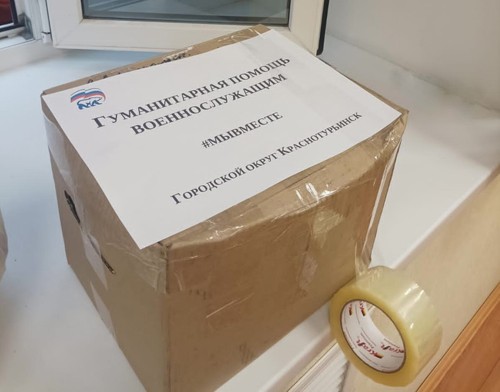 Гуманитарная помощь
военнослужащим
#МЫВМЕСТЕ
Городской округ Краснотурьинск